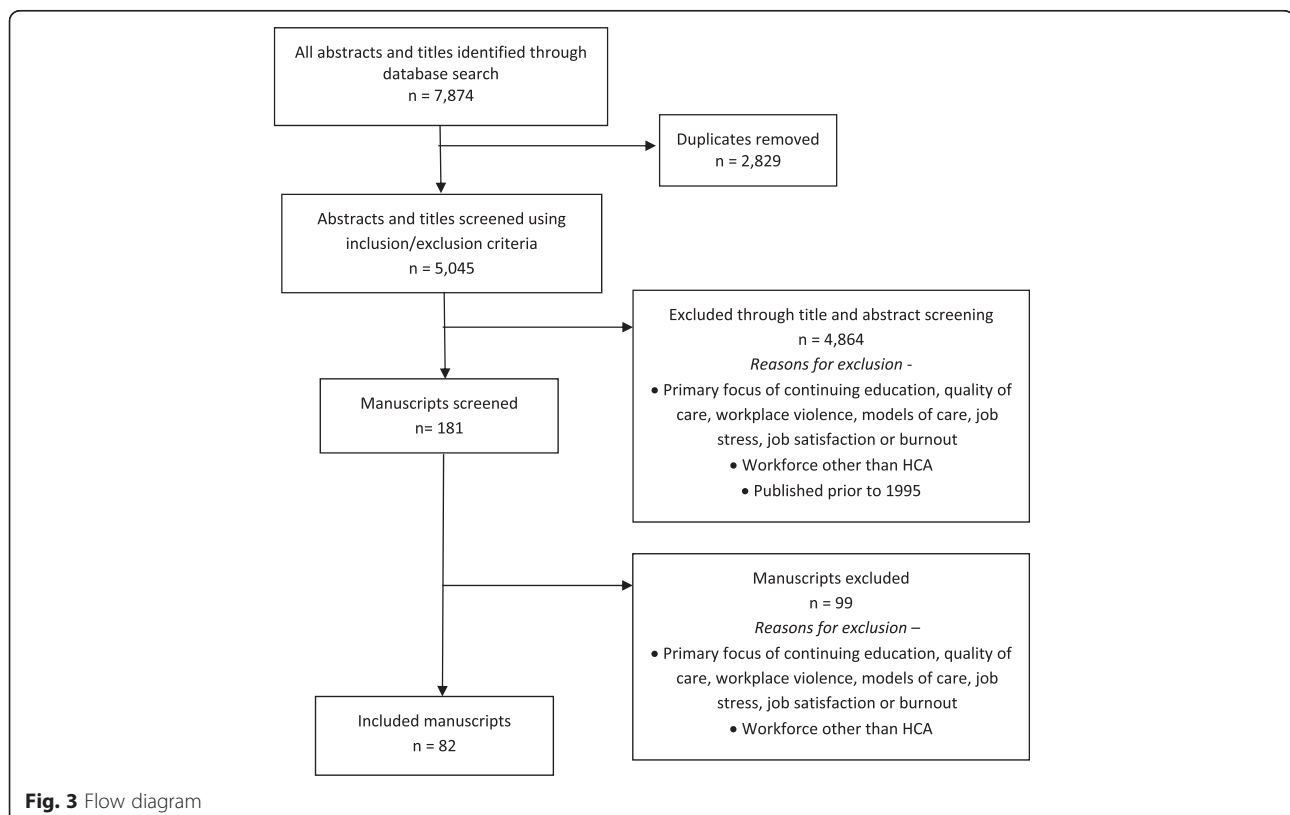 All abstracts and titles identified through
database search
n = 7,874
Duplicates removed
n = 2,829
Abstracts and titles screened using
inclusion/exclusion criteria
n = 5,045
Excluded through title and abstract screening
n = 4,864
Reasons for exclusion -
• Primary focus of continuing education, quality of
care, workplace violence, models of care, job
stress, job satisfaction or burnout
• Workforce other than HCA
• Published prior to 1995
Manuscripts screened
n= 181
Manuscripts excluded
n = 99
Reasons for exclusion –
• Primary focus of continuing education, quality of
care, workplace violence, models of care, job
stress, job satisfaction or burnout
• Workforce other than HCA
Included manuscripts
n = 82
Fig. 3 Flow diagram